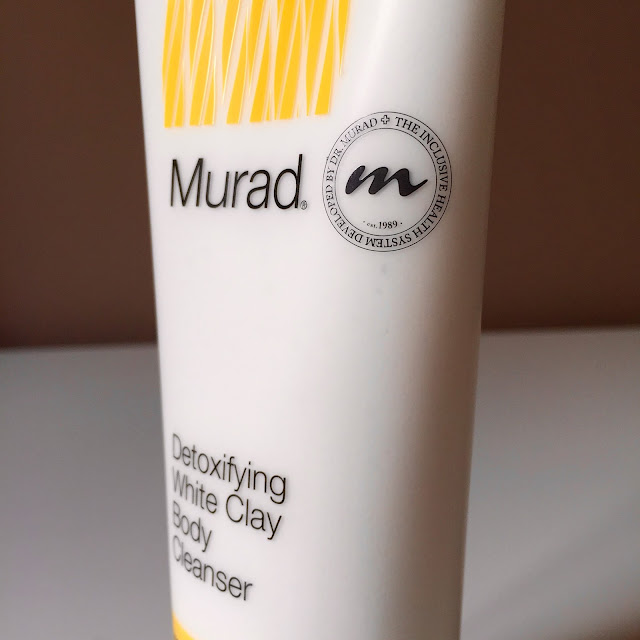 Murad®
THE INCLUSIVE HEALTH SYSTEM DEVELOPED BY DR. MURAD
m
est. 1989
Detoxifying
White Clay
Body
Cleanser